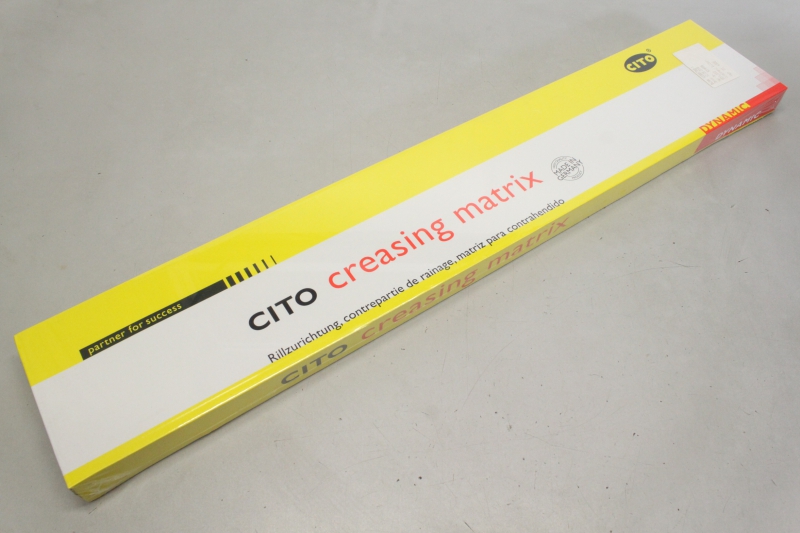 CITO ®
DYNAMIC
DYNAMIC
MADE IN
GERMANY
CITO creasing matrix
Rillzurichtung, contrepartie de rainage, matriz para contrahendido
partner for success
CITO creasing matrix